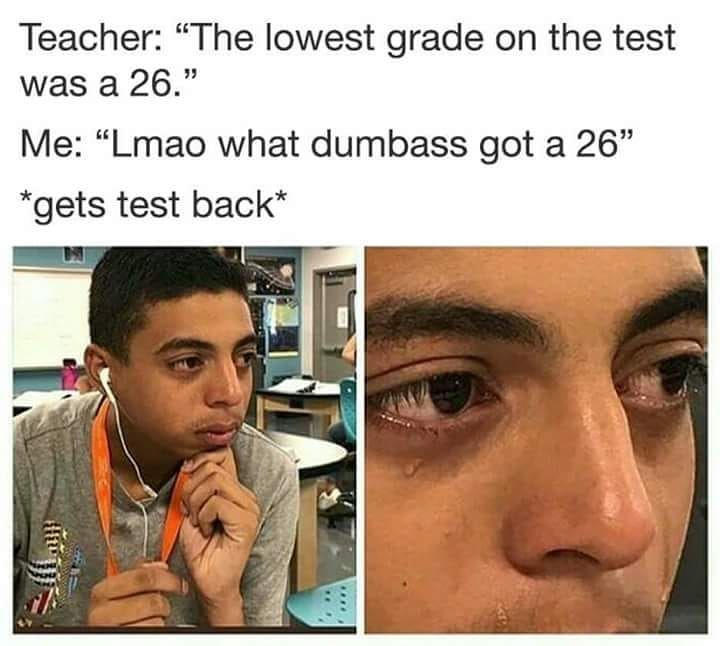 Teacher: “The lowest grade on the test
was a 26.”
Me: “Lmao what dumbass got a 26”
*gets test back*